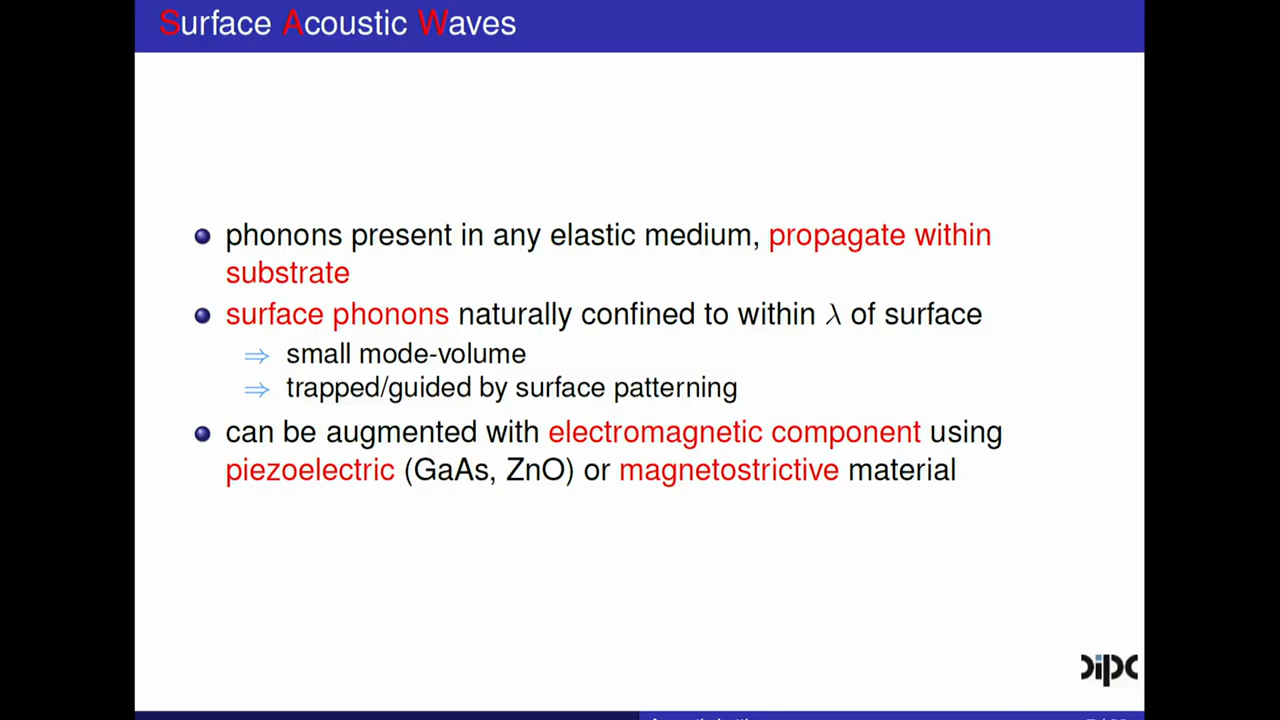 Surface Acoustic Waves
phonons present in any elastic medium, propagate within
substrate
surface phonons naturally confined to within λ of surface
⇒ small mode-volume
⇒ trapped/guided by surface patterning
can be augmented with electromagnetic component using
piezoelectric (GaAs, ZnO) or magnetostrictive material
dipc